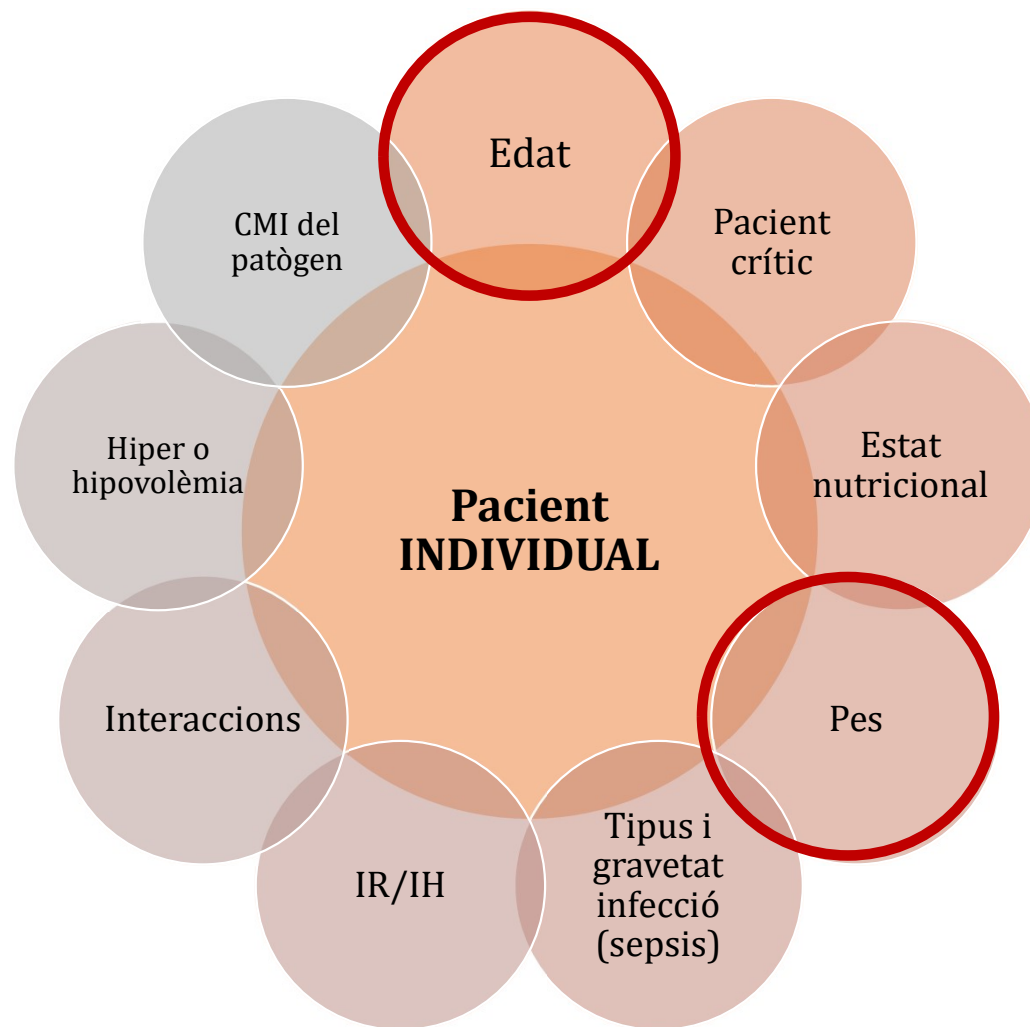 Edat
Pacient
crític
Estat
nutricional
Pes
Tipus i
gravetat
infecció
(sepsis)
IR/IH
Interaccions
Hiper o
hipovolèmia
CMI del
patògen
Pacient
INDIVIDUAL